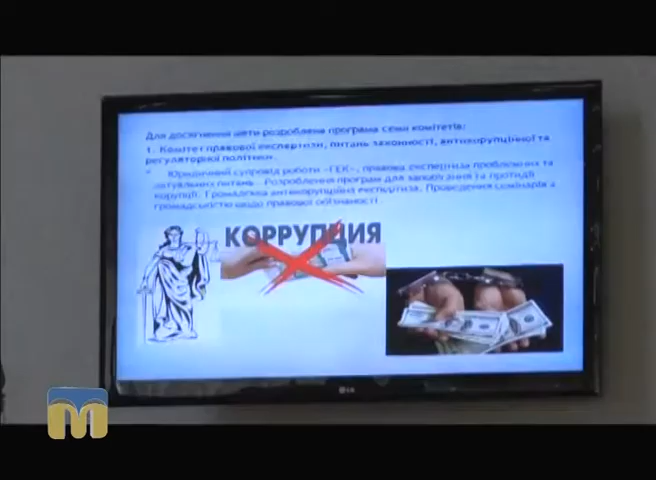 Для досягнення мети розроблена програма семи комітетів:
1. Комітет правової експертизи, питань законності, антикорупційної та
регуляторної політики.
Юридичний супровід роботи «ГЕК», правова експертиза проблемних та
актуальних питань. Розроблення програм для запобігання та протидії
корупції. Громадська антикорупційна експертиза. Проведення семінарів з
громадськістю щодо правової обізнаності.
КОРРУПЦИЯ
LG
М